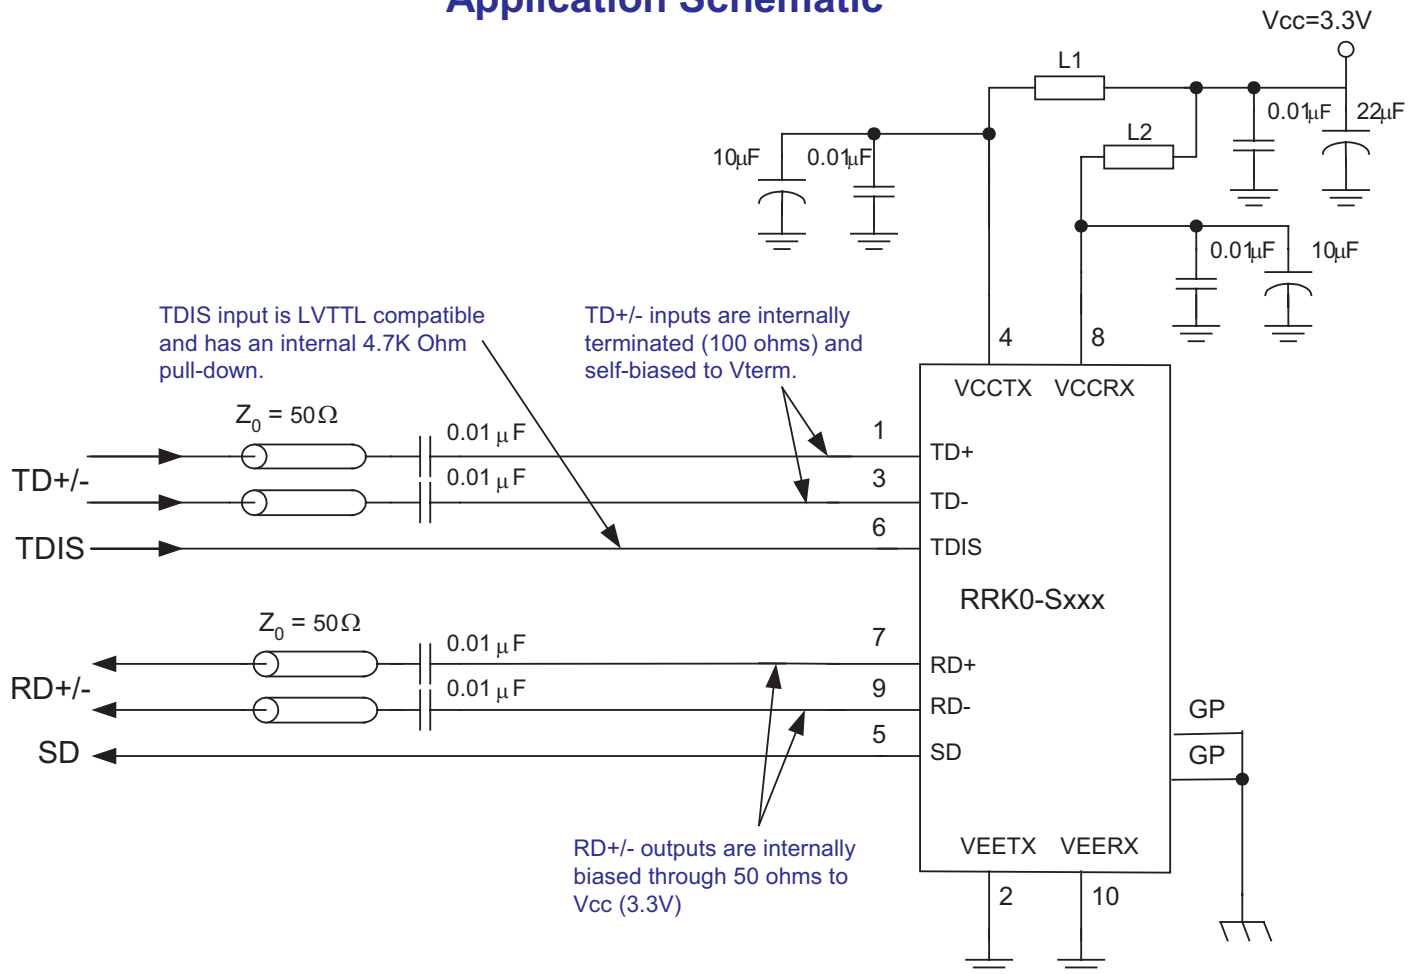 Application Schematic
Vcc=3.3V
L1
0.01µF
22µF
L2
10µF
0.01µF
0.01µF
10µF
TDIS input is LVTTL compatible
and has an internal 4.7K Ohm
pull-down.
TD+/- inputs are internally
terminated (100 ohms) and
self-biased to Vterm.
4
8
VCCTX
VCCRX
Z0 = 50Ω
0.01 µF
1
TD+
TD+/-
0.01 µF
3
TD-
6
TDIS
TDIS
RRK0-Sxxx
Z0 = 50Ω
0.01 µF
7
RD+
RD+/-
0.01 µF
9
RD-
GP
5
SD
SD
GP
RD+/- outputs are internally
biased through 50 ohms to
Vcc (3.3V)
VEETX
VEERX
2
10